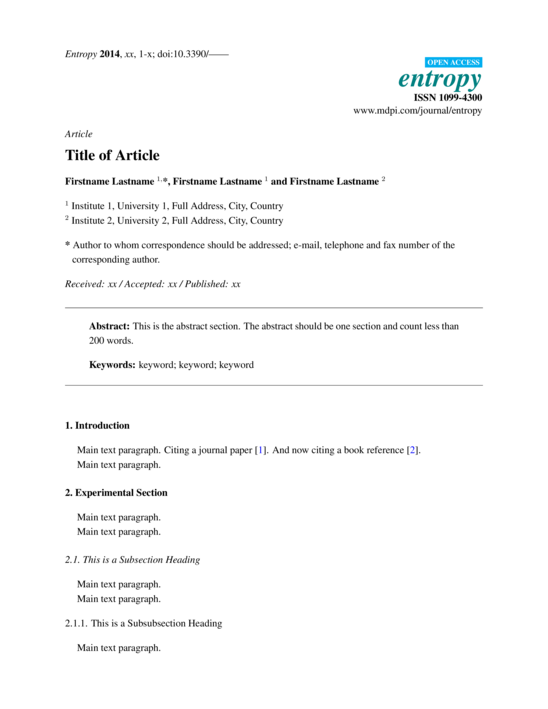 Entropy 2014, xx, 1-x; doi:10.3390/——
OPEN ACCESS
entropy
ISSN 1099-4300
www.mdpi.com/journal/entropy
Article
Title of Article
Firstname Lastname 1,*, Firstname Lastname 1 and Firstname Lastname 2
1 Institute 1, University 1, Full Address, City, Country
2 Institute 2, University 2, Full Address, City, Country
* Author to whom correspondence should be addressed; e-mail, telephone and fax number of the
corresponding author.
Received: xx / Accepted: xx / Published: xx
Abstract: This is the abstract section. The abstract should be one section and count less than
200 words.
Keywords: keyword; keyword; keyword
1. Introduction
Main text paragraph. Citing a journal paper [1]. And now citing a book reference [2].
Main text paragraph.
2. Experimental Section
Main text paragraph.
Main text paragraph.
2.1. This is a Subsection Heading
Main text paragraph.
Main text paragraph.
2.1.1. This is a Subsubsection Heading
Main text paragraph.